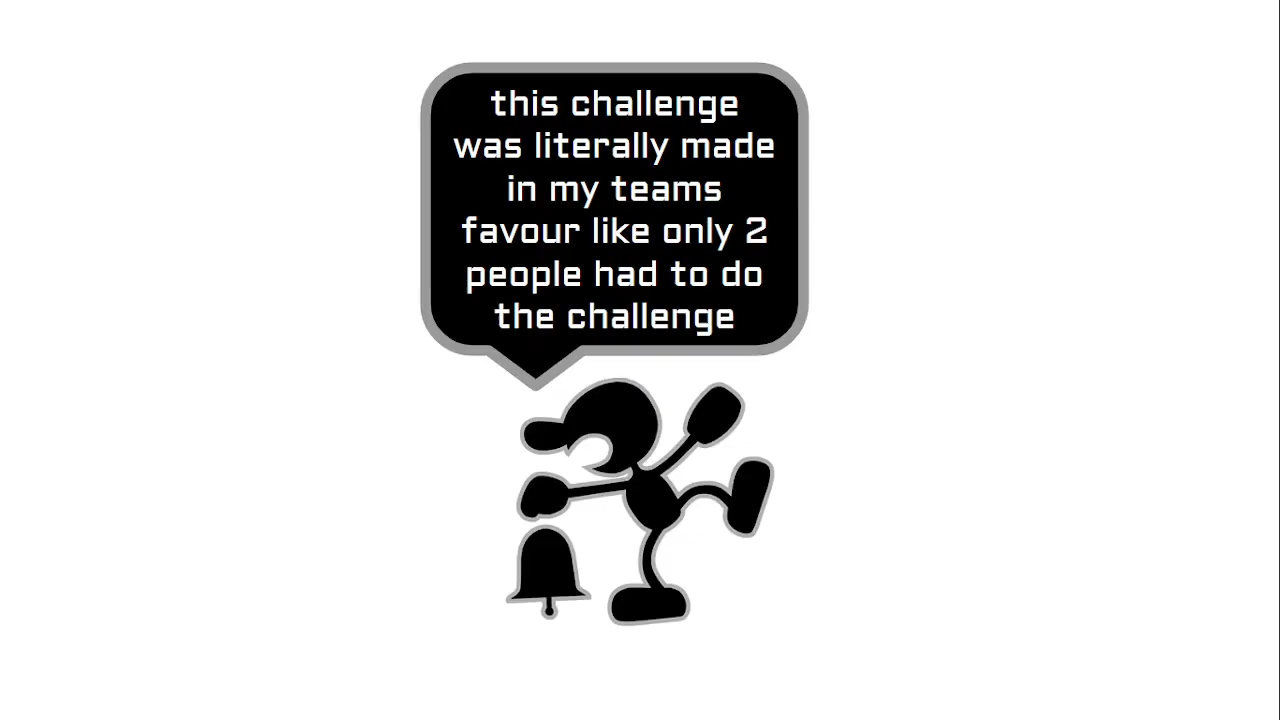 this challenge
was literally made
in my teams
favour like only 2
people had to do
the challenge